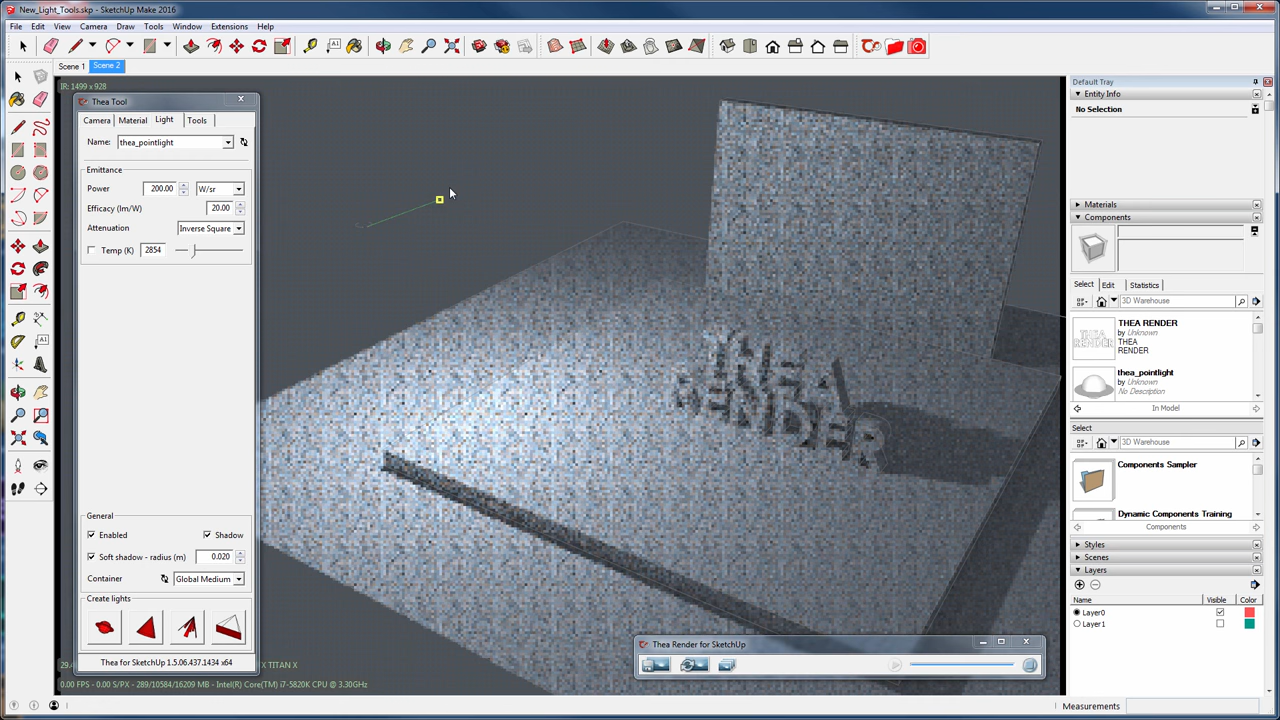 New_Light_Tools.skp - SketchUp Make 2016
File Edit View Camera Draw Tools Window Extensions Help
Scene 1 Scene 2
IR: 1499 x 928
Thea Tool
Camera Material Light Tools
Name: thea_pointlight
Emittance
Power 200.00 W/sr
Efficacy (lm/W) 20.00
Attenuation Inverse Square
Temp (K) 2854
General
Enabled Shadow
Soft shadow - radius (m) 0.020
Container Global Medium
Create lights
Thea for SketchUp 1.5.06.437.1434 x64
TITAN X
0.00 FPS - 0.00 S/PX - 289/10584/16209 MB - Intel(R) Core(TM) i7-5820K CPU @ 3.30GHz
THEA
RENDER
Thea Render for SketchUp
Default Tray
Entity Info
No Selection
Materials
Components
Select Edit Statistics
3D Warehouse
THEA RENDER
by Unknown
THEA
RENDER
thea_pointlight
by Unknown
No Description
In Model
Select
3D Warehouse
Components Sampler
Dynamic Components Training
Components
Styles
Scenes
Layers
Name Visible Color
Layer0
Layer1
Measurements